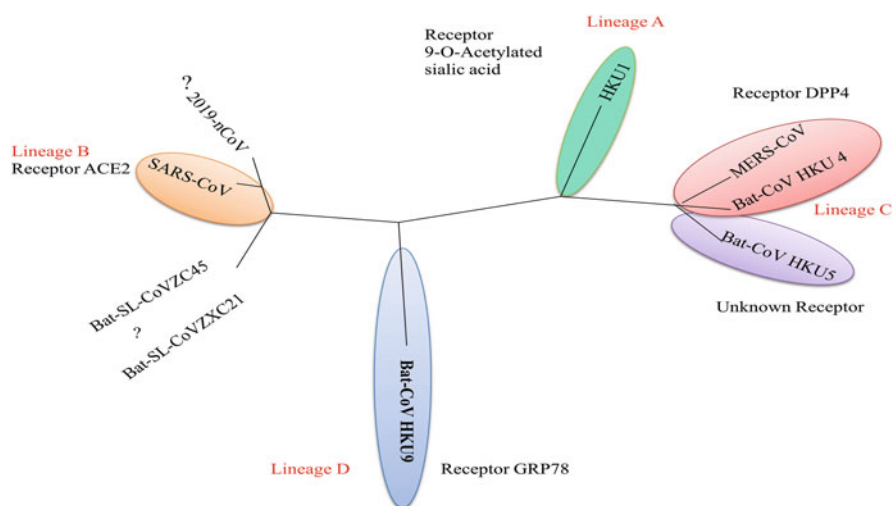 Lineage A
Receptor
9-O-Acetylated
sialic acid
HKU1
Receptor DPP4
MERS-CoV
Bat-CoV HKU 4
Lineage C
Bat-CoV HKU5
Unknown Receptor
?
2019-nCoV
Lineage B
Receptor ACE2
SARS-CoV
Bat-SL-CoVZC45
?
Bat-SL-CoVZXC21
Bat-CoV HKU9
Lineage D
Receptor GRP78